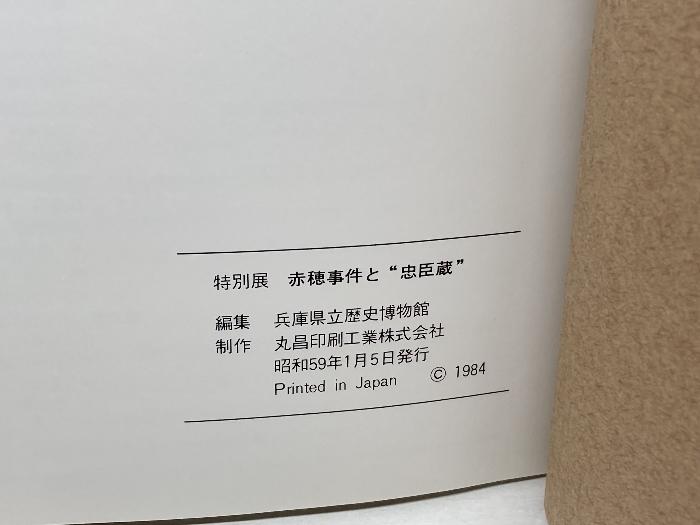 特別展 赤穂事件と“忠臣蔵”
編集 兵庫県立歴史博物館
制作 丸昌印刷工業株式会社
昭和59年1月5日発行
Printed in Japan © 1984